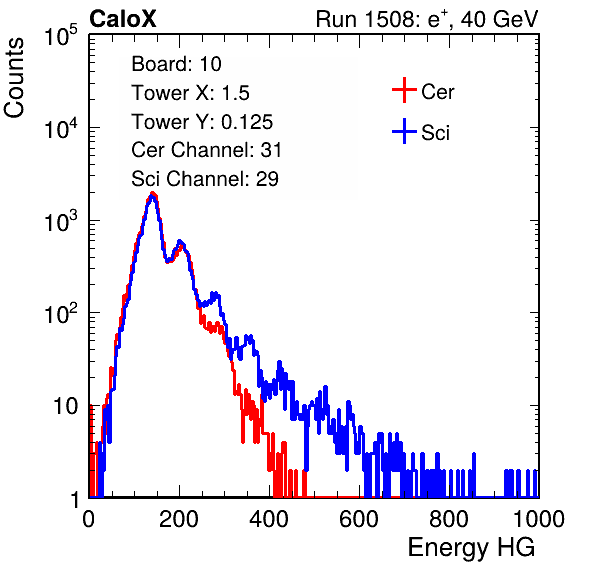 CaloX Run 1508: e⁺, 40 GeV
Counts
10⁵
10⁴
10³
10²
10
1
Board: 10
Tower X: 1.5
Tower Y: 0.125
Cer Channel: 31
Sci Channel: 29
Cer
Sci
0 200 400 600 800 1000
Energy HG